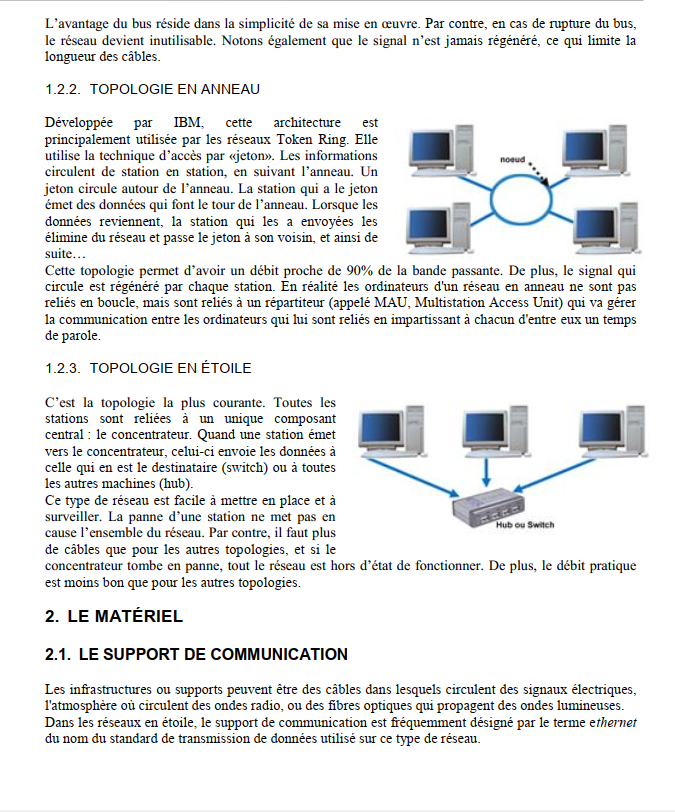 L’avantage du bus réside dans la simplicité de sa mise en œuvre. Par contre, en cas de rupture du bus,
le réseau devient inutilisable. Notons également que le signal n’est jamais régénéré, ce qui limite la
longueur des câbles.
1.2.2. TOPOLOGIE EN ANNEAU
Développée par IBM, cette architecture est
principalement utilisée par les réseaux Token Ring. Elle
utilise la technique d’accès par «jeton». Les informations
circulent de station en station, en suivant l’anneau. Un
jeton circule autour de l’anneau. La station qui a le jeton
émet des données qui font le tour de l’anneau. Lorsque les
données reviennent, la station qui les a envoyées les
élimine du réseau et passe le jeton à son voisin, et ainsi de
suite…
noeud
Cette topologie permet d’avoir un débit proche de 90% de la bande passante. De plus, le signal qui
circule est régénéré par chaque station. En réalité les ordinateurs d'un réseau en anneau ne sont pas
reliés en boucle, mais sont reliés à un répartiteur (appelé MAU, Multistation Access Unit) qui va gérer
la communication entre les ordinateurs qui lui sont reliés en impartissant à chacun d'entre eux un temps
de parole.
1.2.3. TOPOLOGIE EN ÉTOILE
C’est la topologie la plus courante. Toutes les
stations sont reliées à un unique composant
central : le concentrateur. Quand une station émet
vers le concentrateur, celui-ci envoie les données à
celle qui en est le destinataire (switch) ou à toutes
les autres machines (hub).
Ce type de réseau est facile à mettre en place et à
surveiller. La panne d’une station ne met pas en
cause l’ensemble du réseau. Par contre, il faut plus
de câbles que pour les autres topologies, et si le
Hub ou Switch
concentrateur tombe en panne, tout le réseau est hors d’état de fonctionner. De plus, le débit pratique
est moins bon que pour les autres topologies.
2. LE MATÉRIEL
2.1. LE SUPPORT DE COMMUNICATION
Les infrastructures ou supports peuvent être des câbles dans lesquels circulent des signaux électriques,
l'atmosphère où circulent des ondes radio, ou des fibres optiques qui propagent des ondes lumineuses.
Dans les réseaux en étoile, le support de communication est fréquemment désigné par le terme ethernet
du nom du standard de transmission de données utilisé sur ce type de réseau.